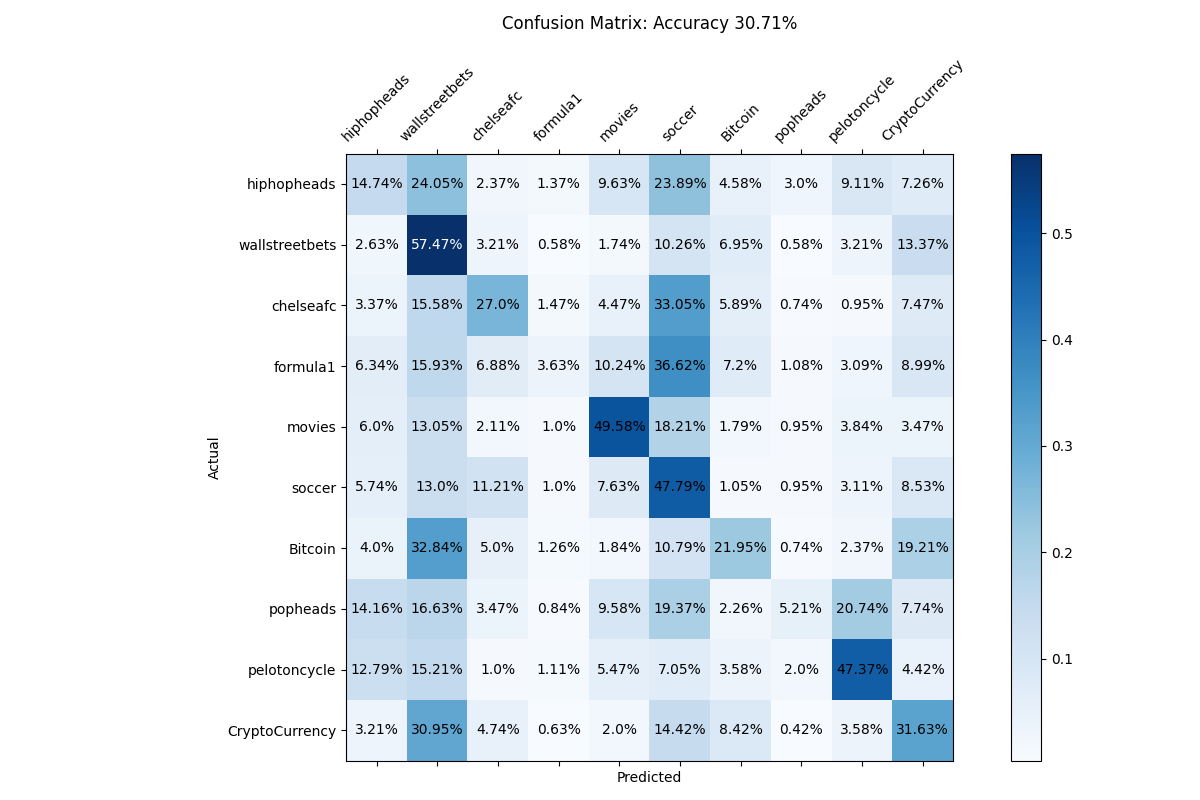 Confusion Matrix: Accuracy 30.71%
hiphopheads wallstreetbets chelseafc formula1 movies soccer Bitcoin popheads pelotoncycle CryptoCurrency
hiphopheads 14.74% 24.05% 2.37% 1.37% 9.63% 23.89% 4.58% 3.0% 9.11% 7.26%
wallstreetbets 2.63% 57.47% 3.21% 0.58% 1.74% 10.26% 6.95% 0.58% 3.21% 13.37%
0.5
chelseafc 3.37% 15.58% 27.0% 1.47% 4.47% 33.05% 5.89% 0.74% 0.95% 7.47%
0.4
formula1 6.34% 15.93% 6.88% 3.63% 10.24% 36.62% 7.2% 1.08% 3.09% 8.99%
movies 6.0% 13.05% 2.11% 1.0% 49.58% 18.21% 1.79% 0.95% 3.84% 3.47%
0.3
Actual
soccer 5.74% 13.0% 11.21% 1.0% 7.63% 47.79% 1.05% 0.95% 3.11% 8.53%
Bitcoin 4.0% 32.84% 5.0% 1.26% 1.84% 10.79% 21.95% 0.74% 2.37% 19.21%
0.2
popheads 14.16% 16.63% 3.47% 0.84% 9.58% 19.37% 2.26% 5.21% 20.74% 7.74%
0.1
pelotoncycle 12.79% 15.21% 1.0% 1.11% 5.47% 7.05% 3.58% 2.0% 47.37% 4.42%
CryptoCurrency 3.21% 30.95% 4.74% 0.63% 2.0% 14.42% 8.42% 0.42% 3.58% 31.63%
Predicted